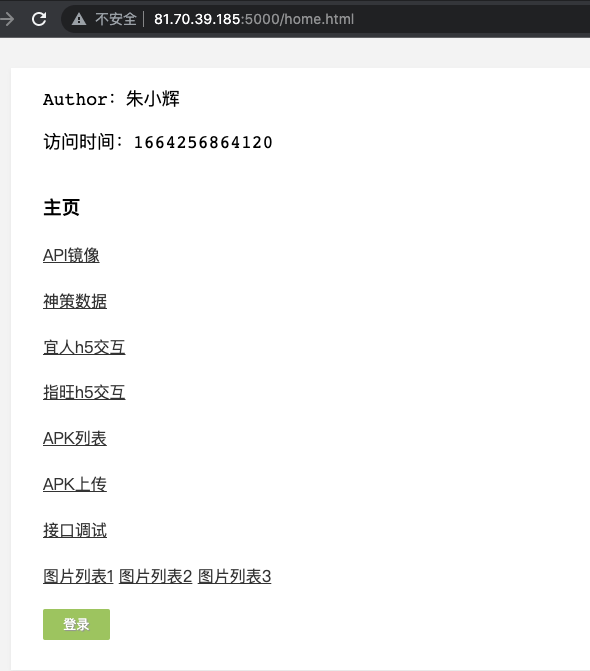 不安全 81.70.39.185:5000/home.html
Author: 朱小辉
访问时间: 1664256864120
主页
API镜像
神策数据
宜人h5交互
指旺h5交互
APK列表
APK上传
接口调试
图片列表1 图片列表2 图片列表3
登录